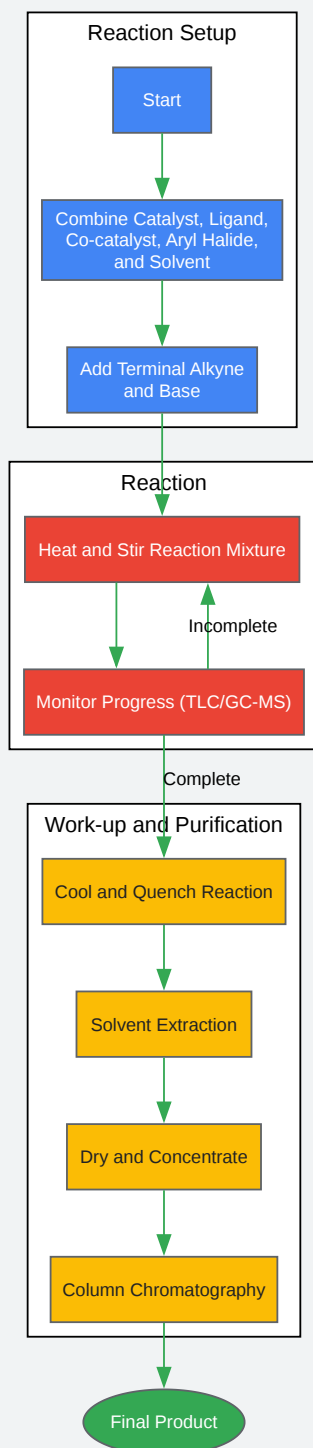 Reaction Setup
Start
Combine Catalyst, Ligand,
Co-catalyst, Aryl Halide,
and Solvent
Add Terminal Alkyne
and Base
Reaction
Heat and Stir Reaction Mixture
Incomplete
Monitor Progress (TLC/GC-MS)
Complete
Work-up and Purification
Cool and Quench Reaction
Solvent Extraction
Dry and Concentrate
Column Chromatography
Final Product